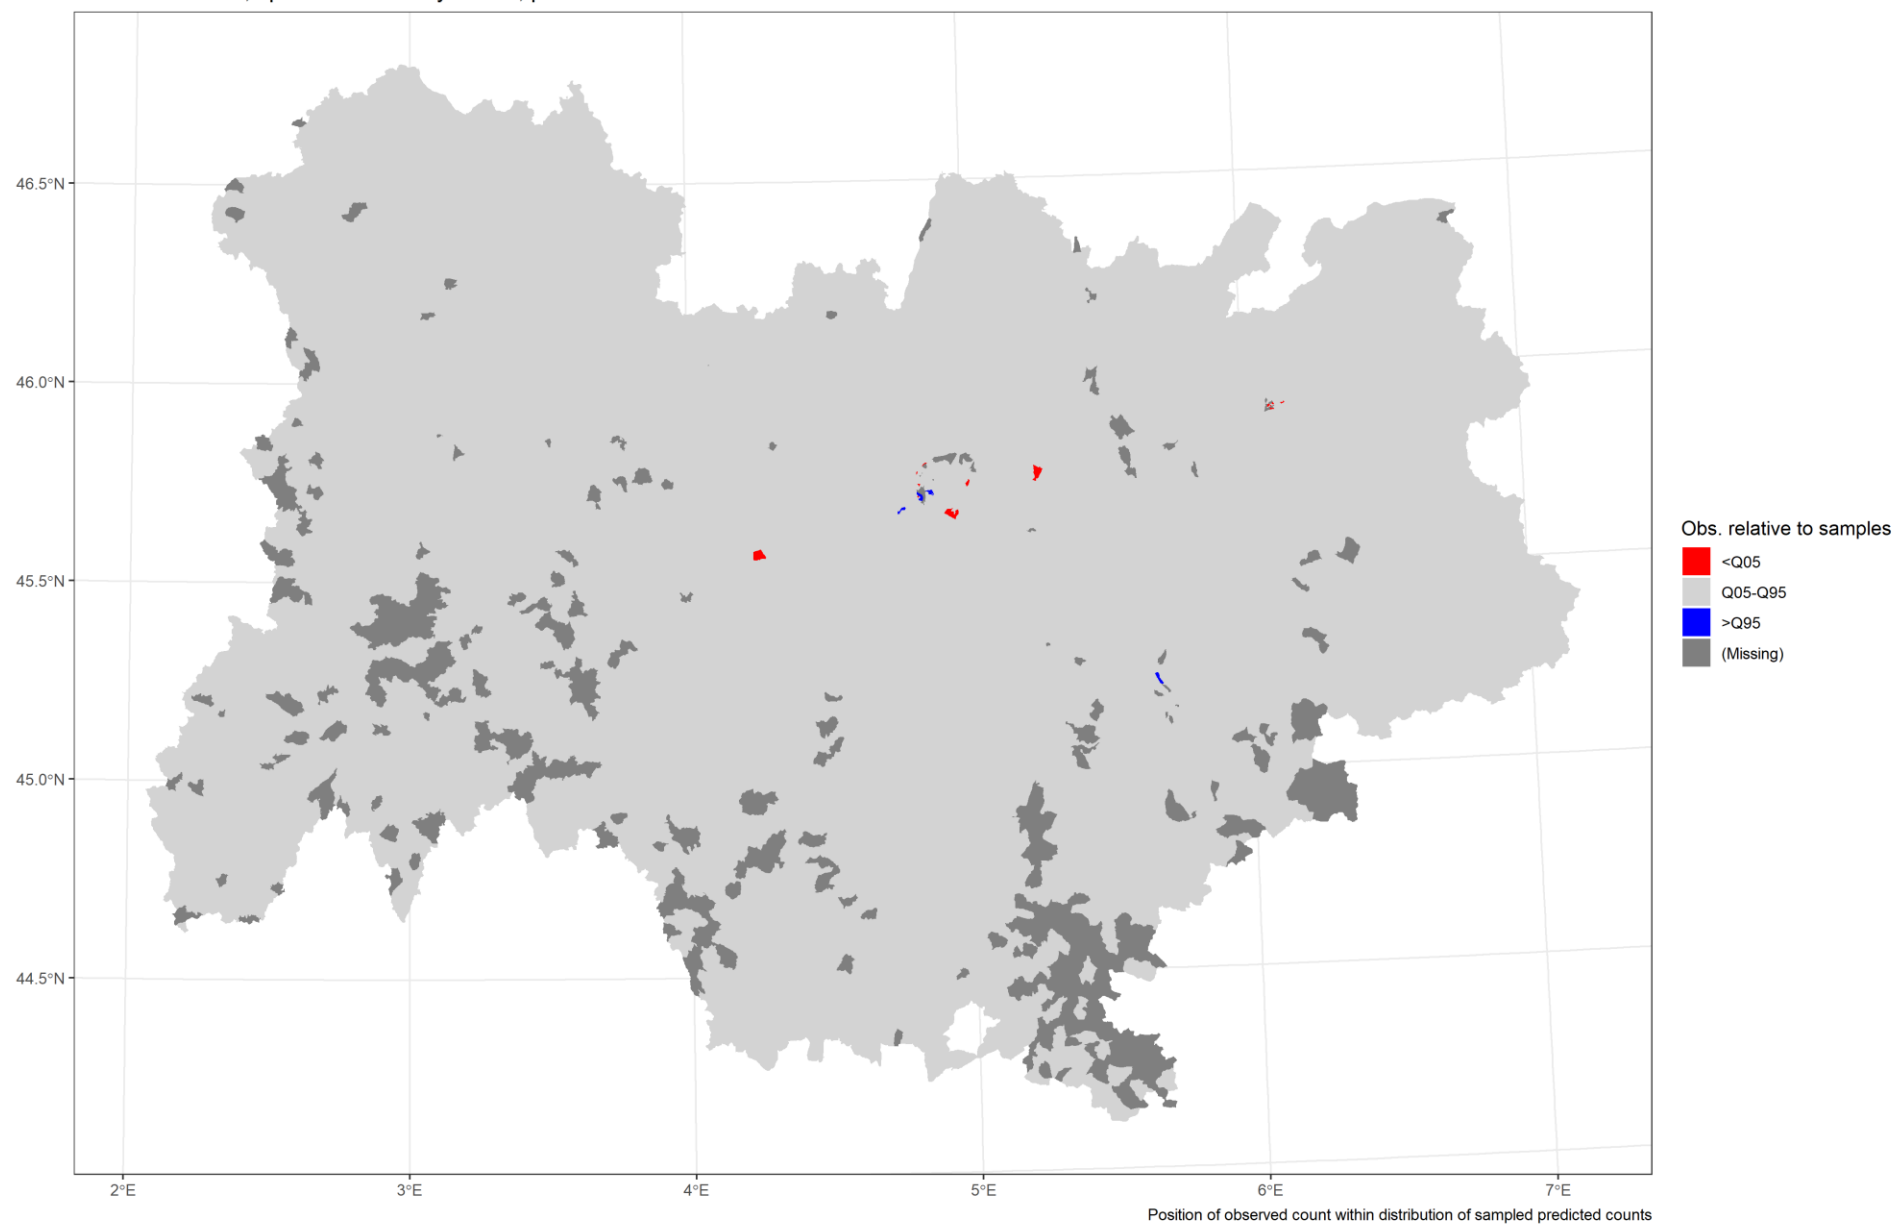 46.5°N
46.0°N
45.5°N
45.0°N
44.5°N
2°E
3°E
4°E
5°E
6°E
7°E
Obs. relative to samples
<Q05
Q05-Q95
>Q95
(Missing)
Position of observed count within distribution of sampled predicted counts